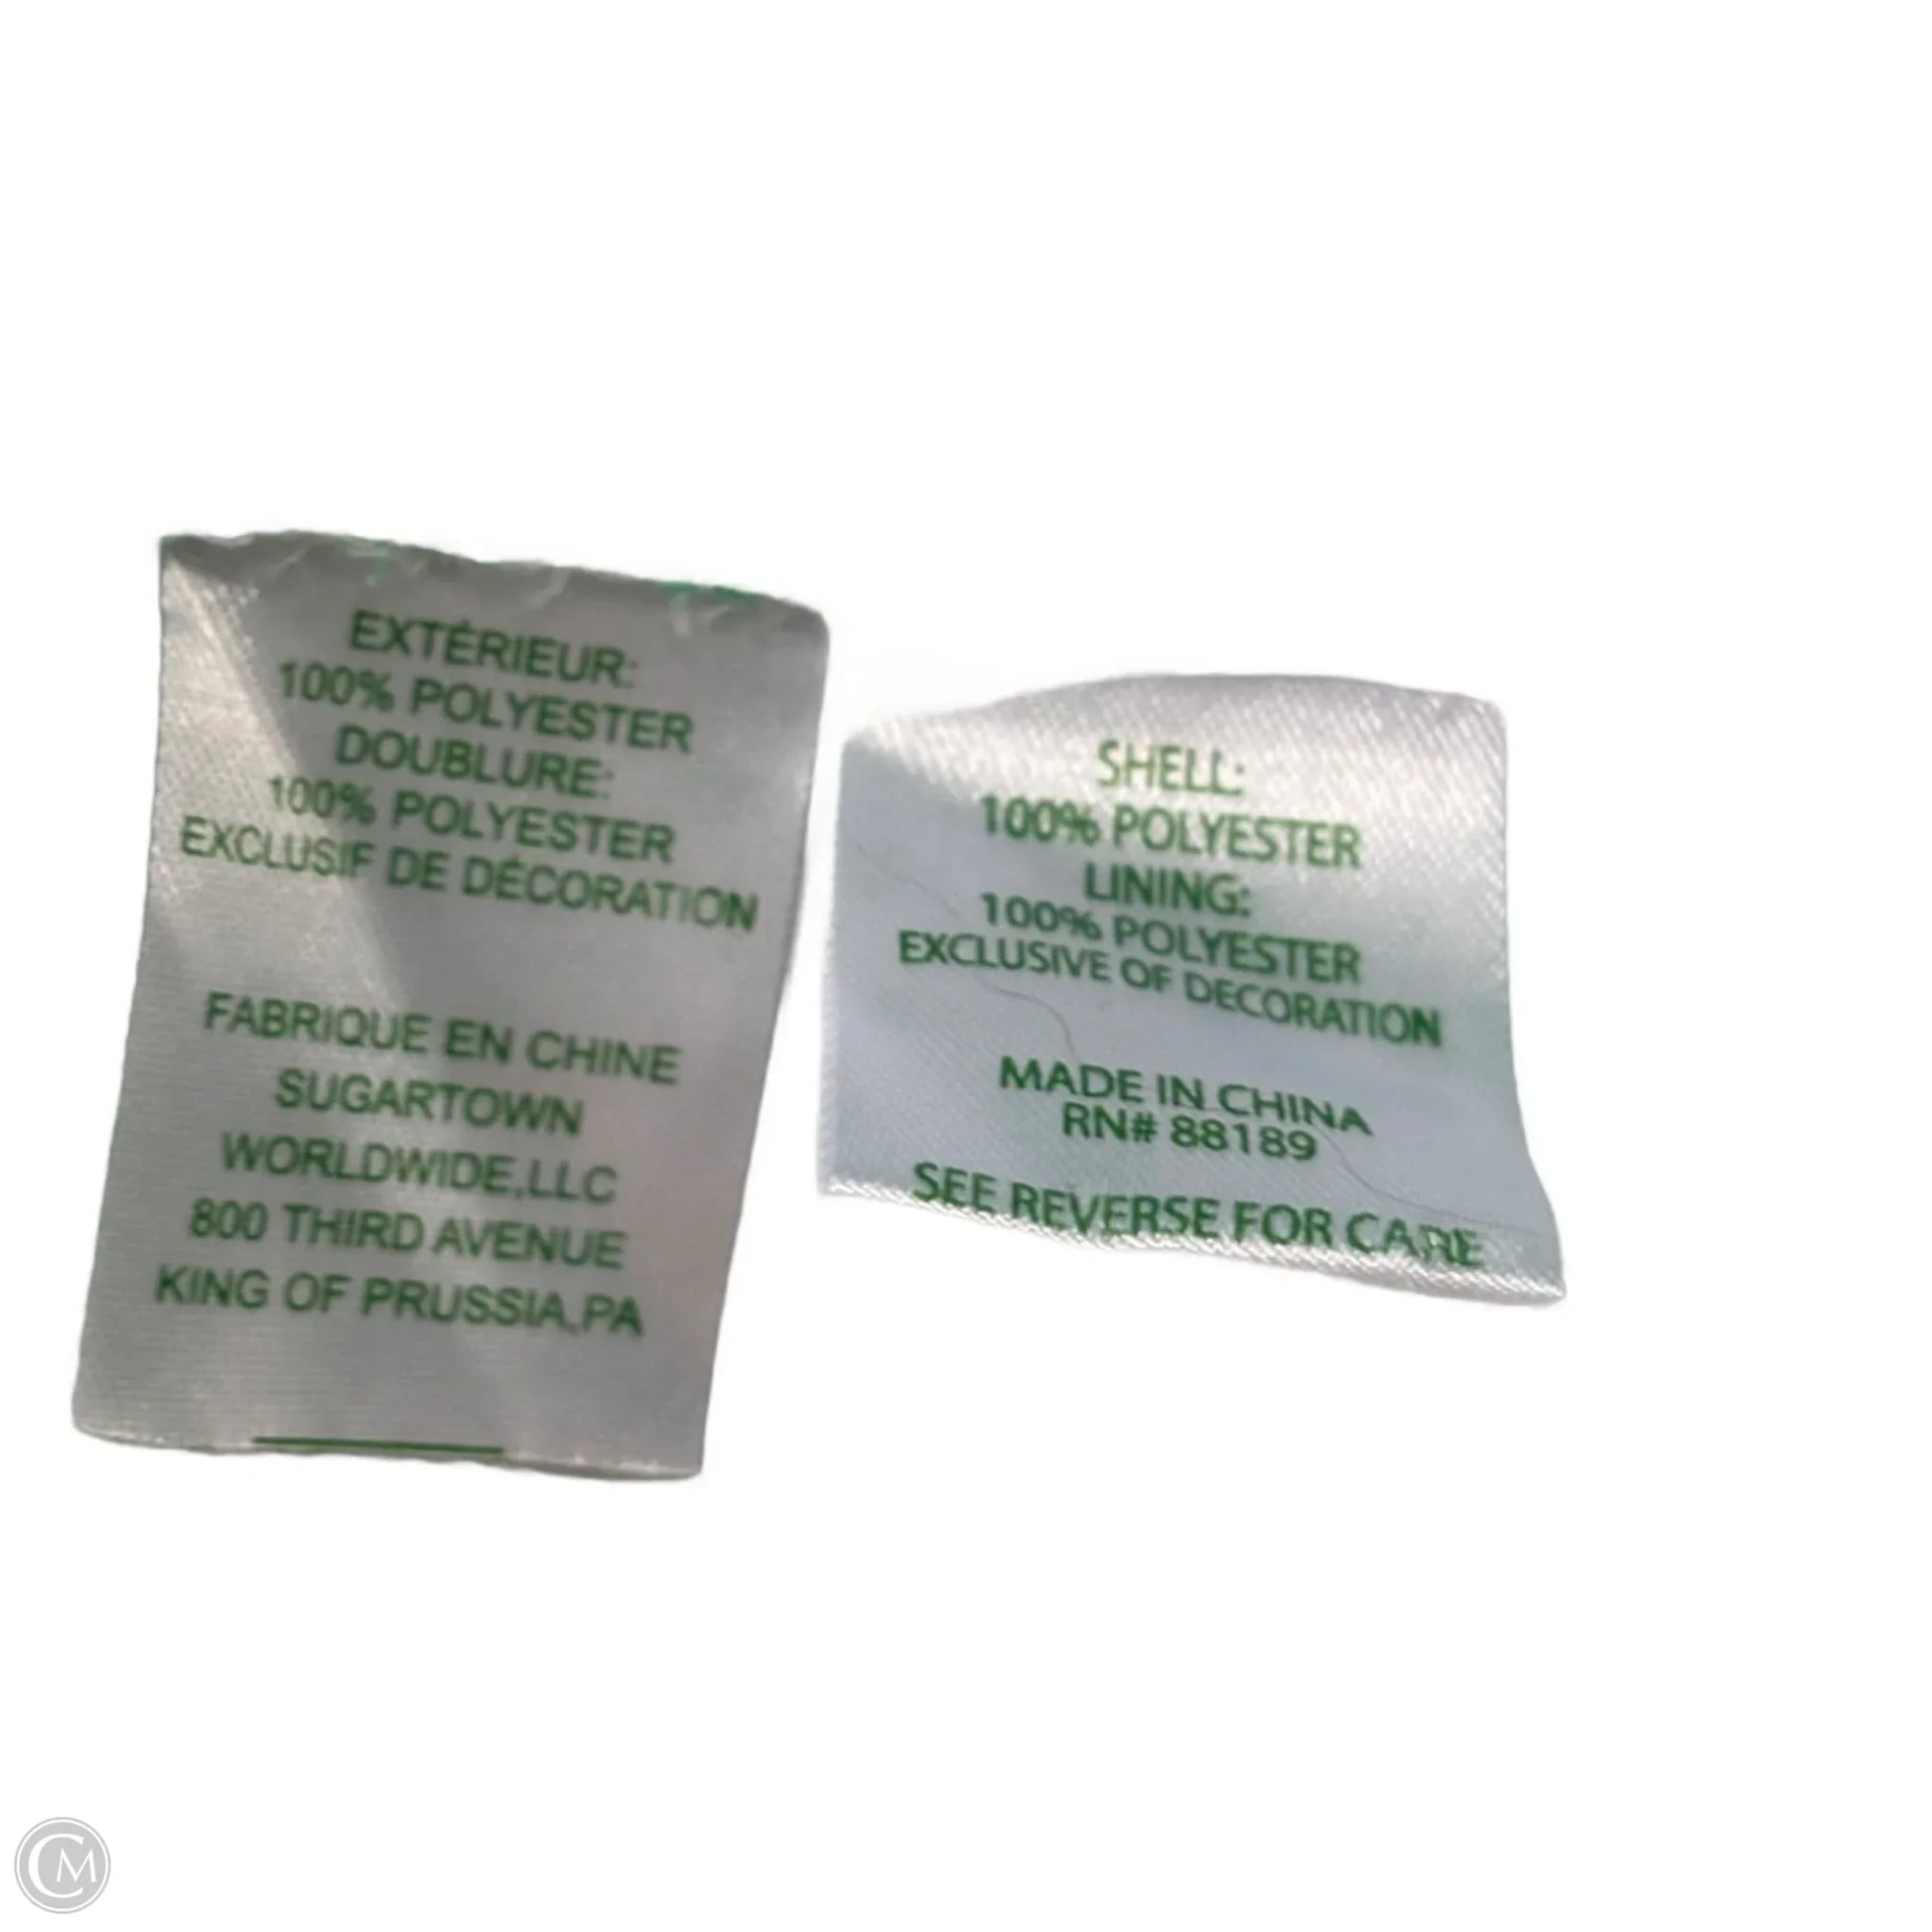 EXTÉRIEUR:
100% POLYESTER
DOUBLURE:
100% POLYESTER
EXCLUSIF DE DÉCORATION
FABRIQUE EN CHINE
SUGARTOWN
WORLDWIDE,LLC
800 THIRD AVENUE
KING OF PRUSSIA,PA
SHELL:
100% POLYESTER
LINING:
100% POLYESTER
EXCLUSIVE OF DECORATION
MADE IN CHINA
RN# 88189
SEE REVERSE FOR CARE
CM